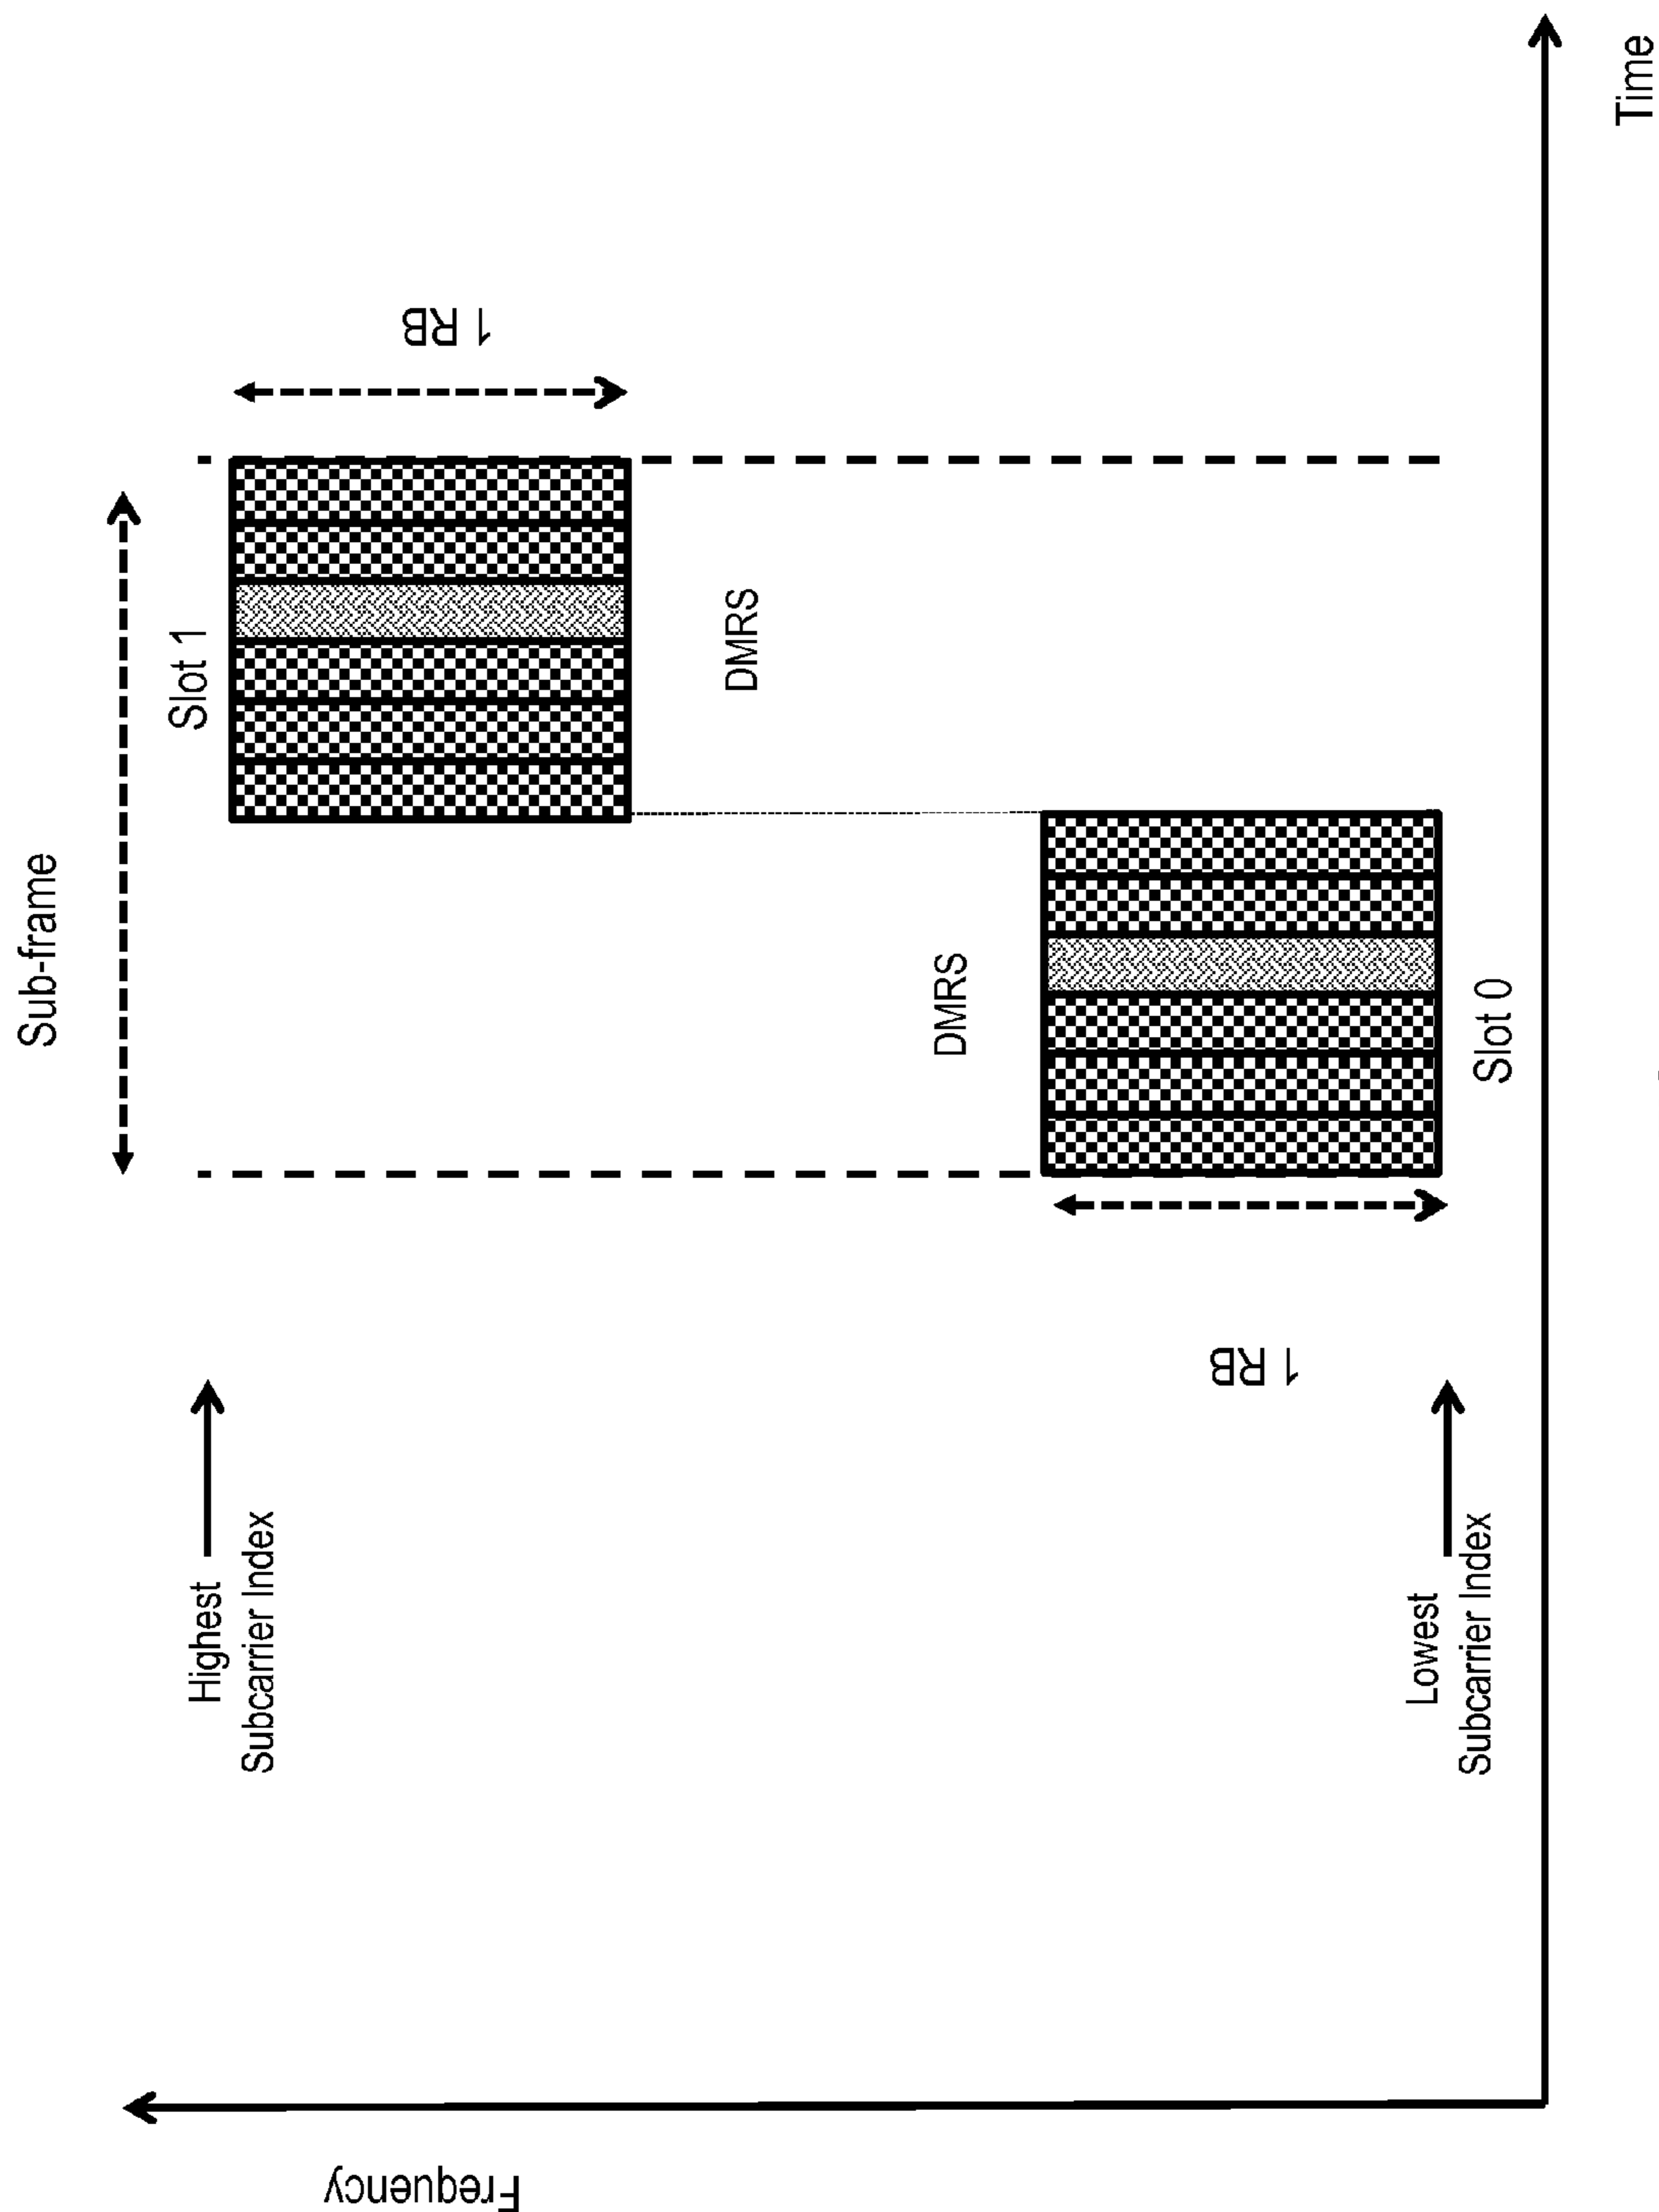 Sub-frame
Slot 1
1 RB
Highest
Subcarrier Index
DMRS
DMRS
1 RB
Slot 0
Lowest
Subcarrier Index
Frequency
Time